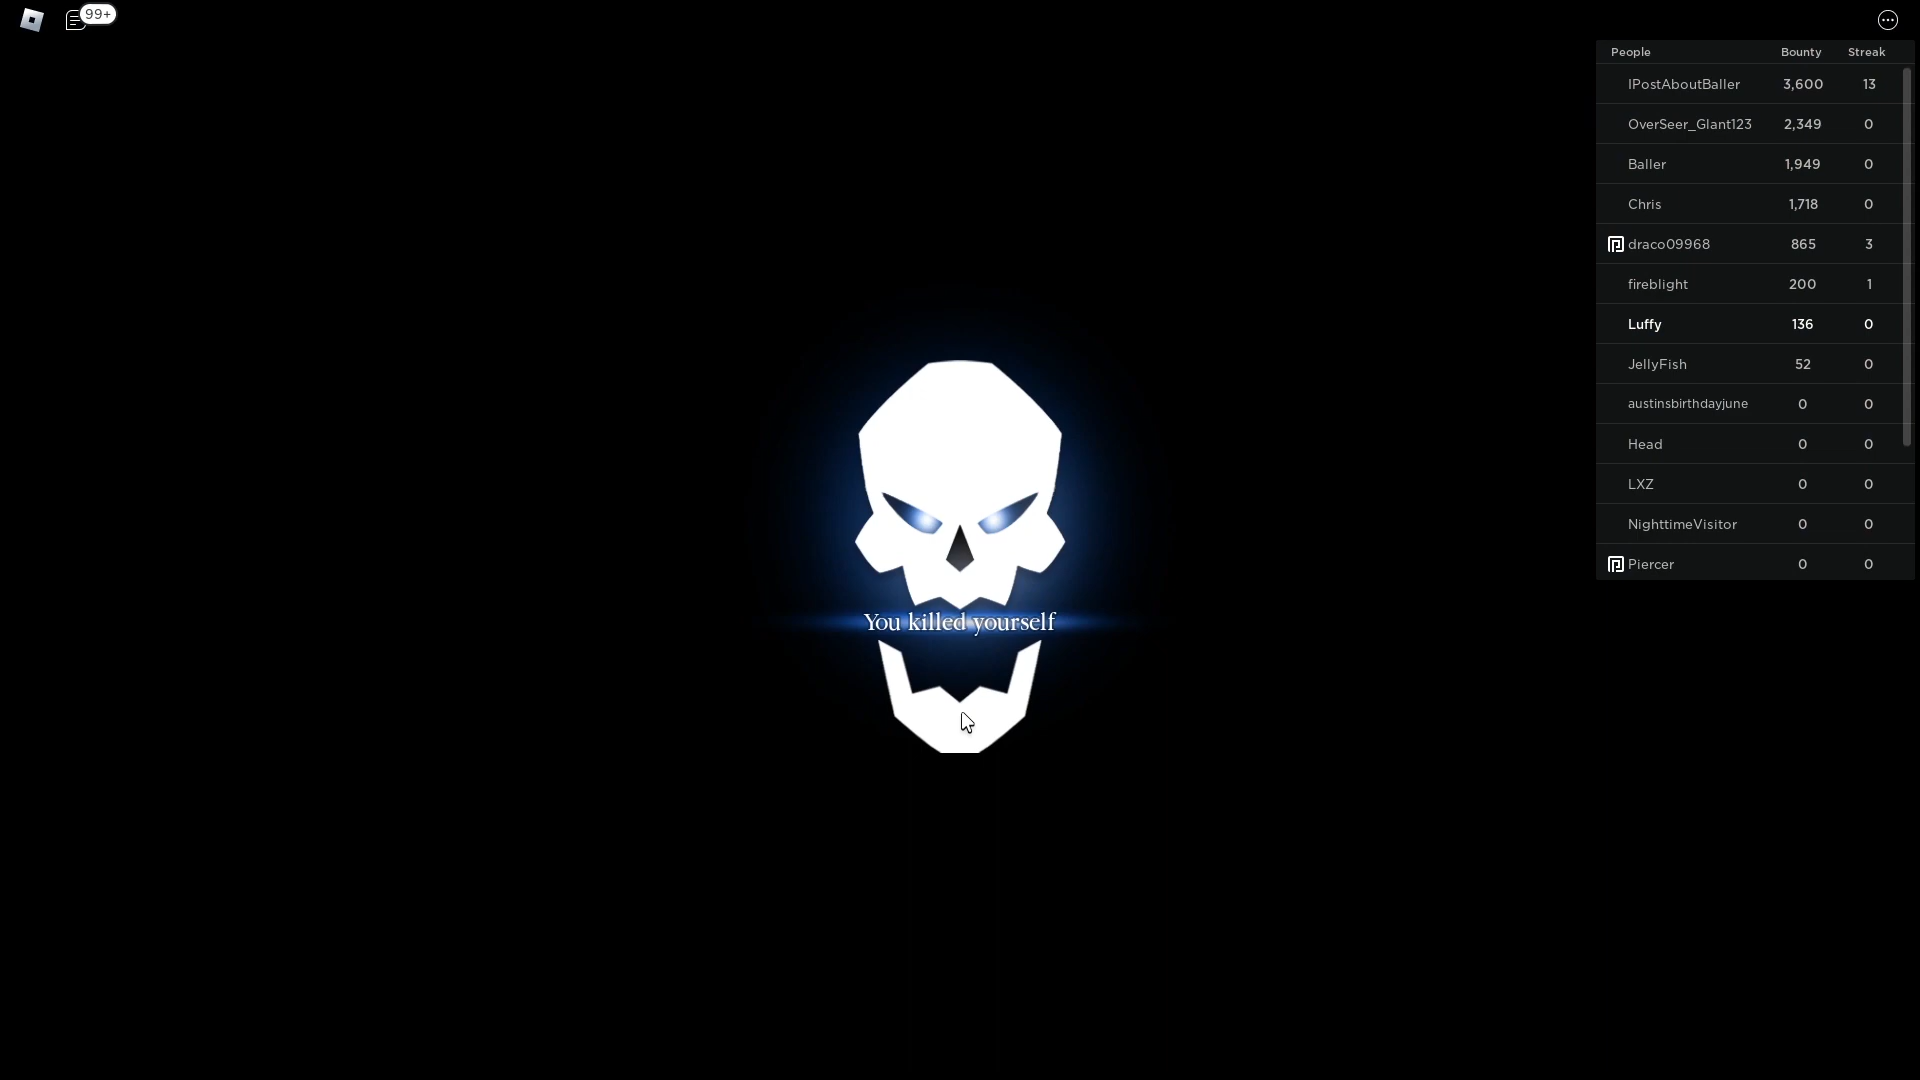 99+
People Bounty Streak
IPostAboutBaller 3,600 13
OverSeer_Glant123 2,349 0
Baller 1,949 0
Chris 1,718 0
draco09968 865 3
fireblight 200 1
Luffy 136 0
JellyFish 52 0
austinsbirthdayjune 0 0
Head 0 0
LXZ 0 0
NighttimeVisitor 0 0
Piercer 0 0
You killed yourself